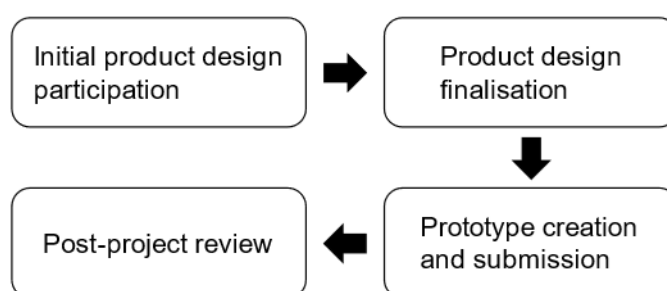 Initial product design
participation
Product design
finalisation
Prototype creation
and submission
Post-project review